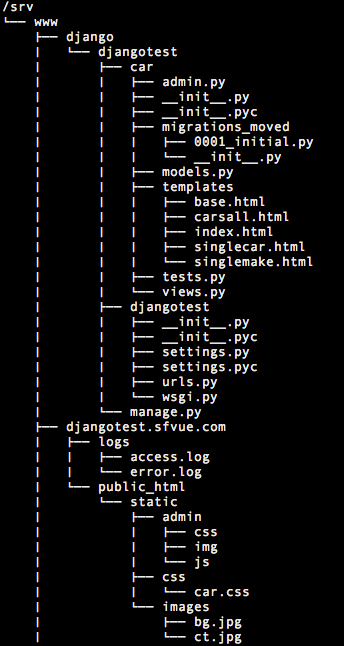 /srv
└── www
    ├── django
    |   └── djangotest
    |       ├── car
    |       |   ├── admin.py
    |       |   ├── __init__.py
    |       |   ├── __init__.pyc
    |       |   ├── migrations_moved
    |       |   |   ├── 0001_initial.py
    |       |   |   └── __init__.py
    |       |   ├── models.py
    |       |   ├── templates
    |       |   |   ├── base.html
    |       |   |   ├── carsall.html
    |       |   |   ├── index.html
    |       |   |   ├── singlecar.html
    |       |   |   └── singlemake.html
    |       |   ├── tests.py
    |       |   └── views.py
    |       ├── djangotest
    |       |   ├── __init__.py
    |       |   ├── __init__.pyc
    |       |   ├── settings.py
    |       |   ├── settings.pyc
    |       |   ├── urls.py
    |       |   └── wsgi.py
    |       └── manage.py
    ├── djangotest.sfvue.com
    |   ├── logs
    |   |   ├── access.log
    |   |   └── error.log
    |   └── public_html
    |       └── static
    |           ├── admin
    |           |   ├── css
    |           |   ├── img
    |           |   └── js
    |           ├── css
    |           |   └── car.css
    |           └── images
    |               ├── bg.jpg
    |               └── ct.jpg